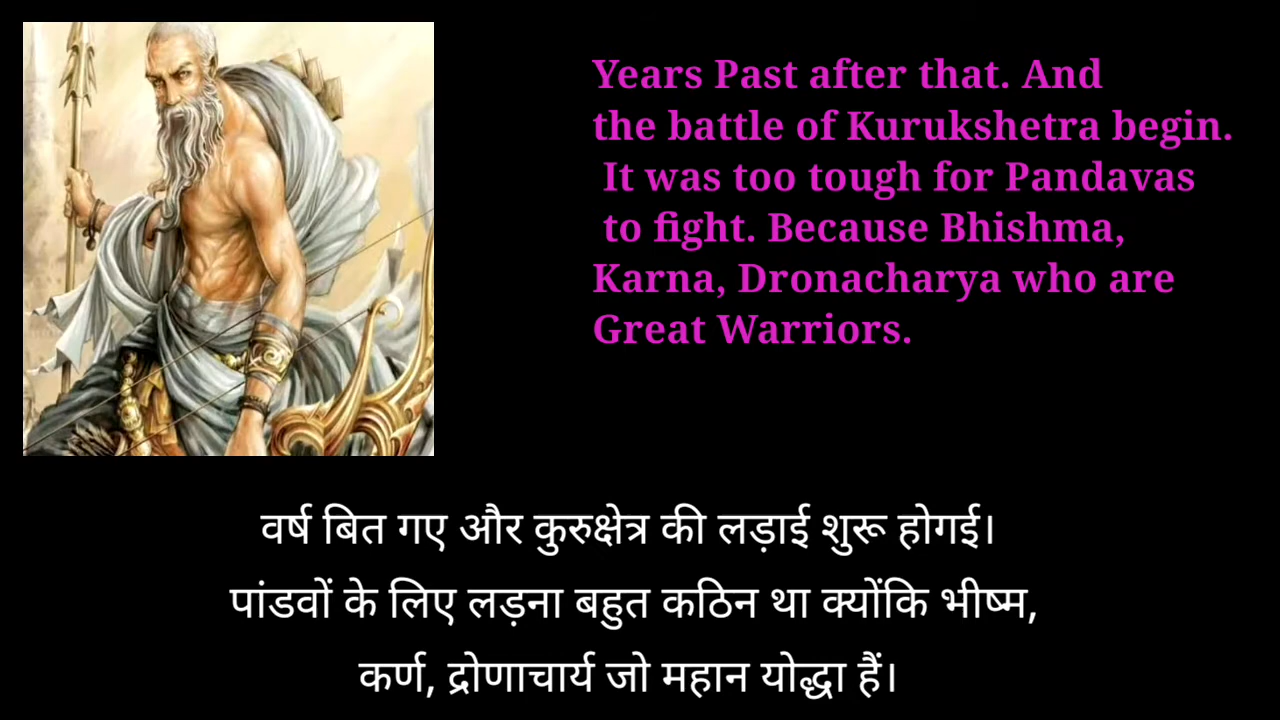 Years Past after that. And
the battle of Kurukshetra begin.
It was too tough for Pandavas
to fight. Because Bhishma,
Karna, Dronacharya who are
Great Warriors.
वर्ष बित गए और कुरुक्षेत्र की लड़ाई शुरू होगई।
पांडवों के लिए लड़ना बहुत कठिन था क्योंकि भीष्म,
कर्ण, द्रोणाचार्य जो महान योद्धा हैं।